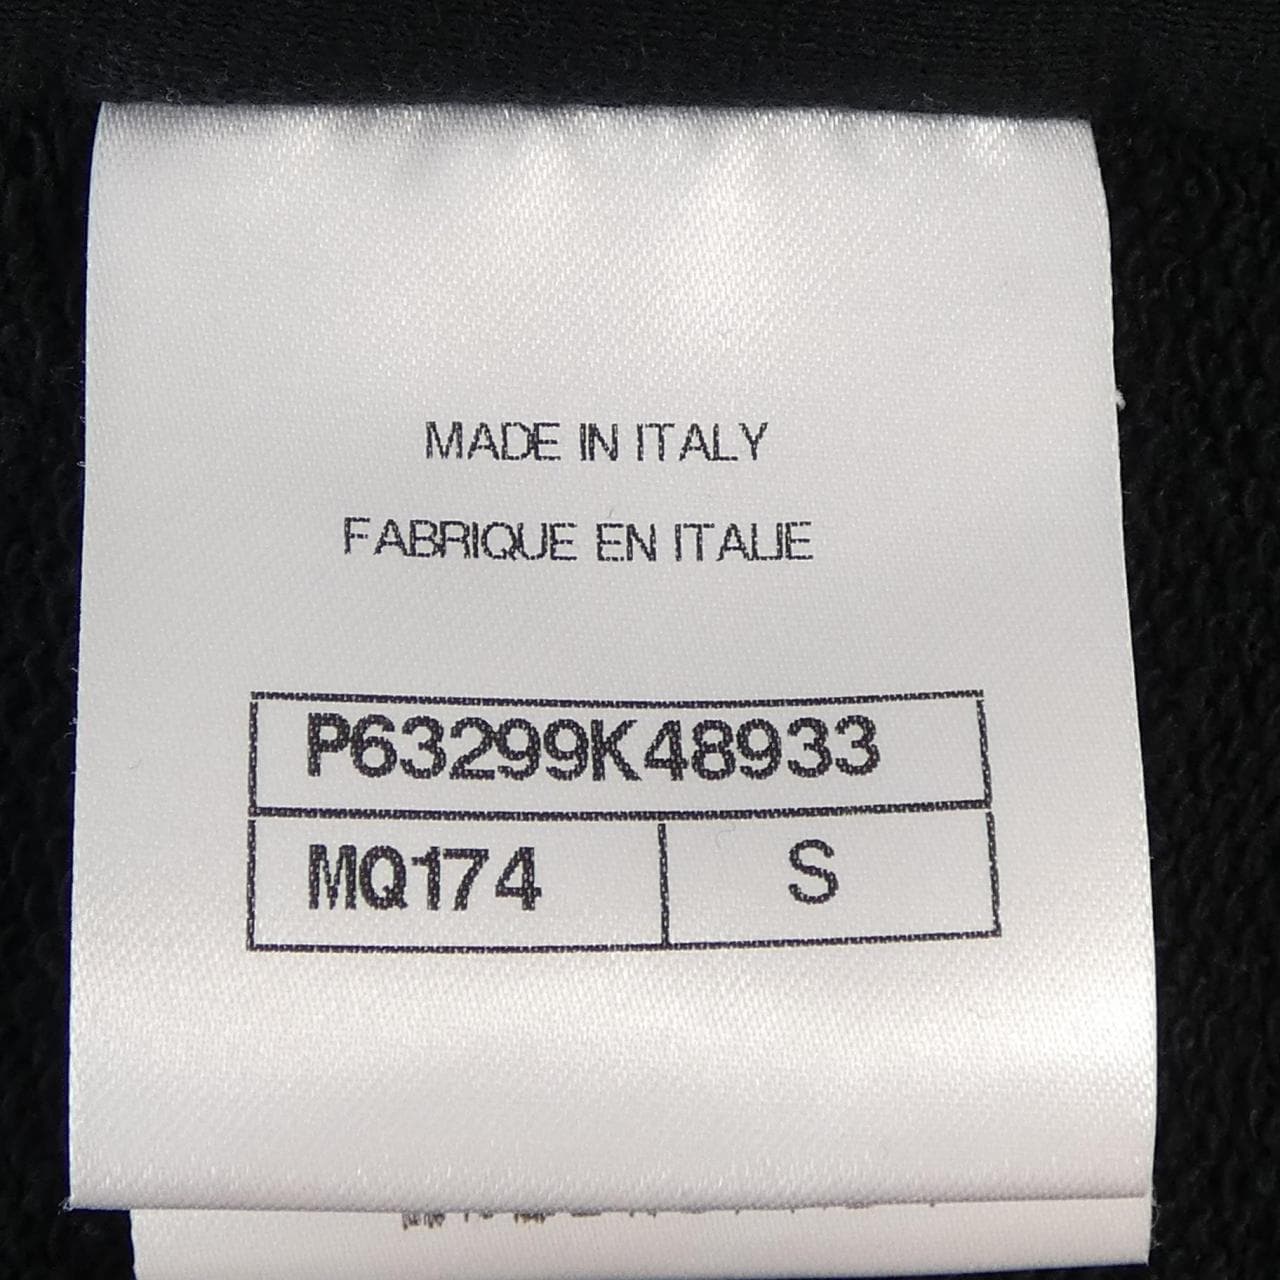 MADE IN ITALY
FABRIQUE EN ITALIE
P63299K48933
MQ174 S